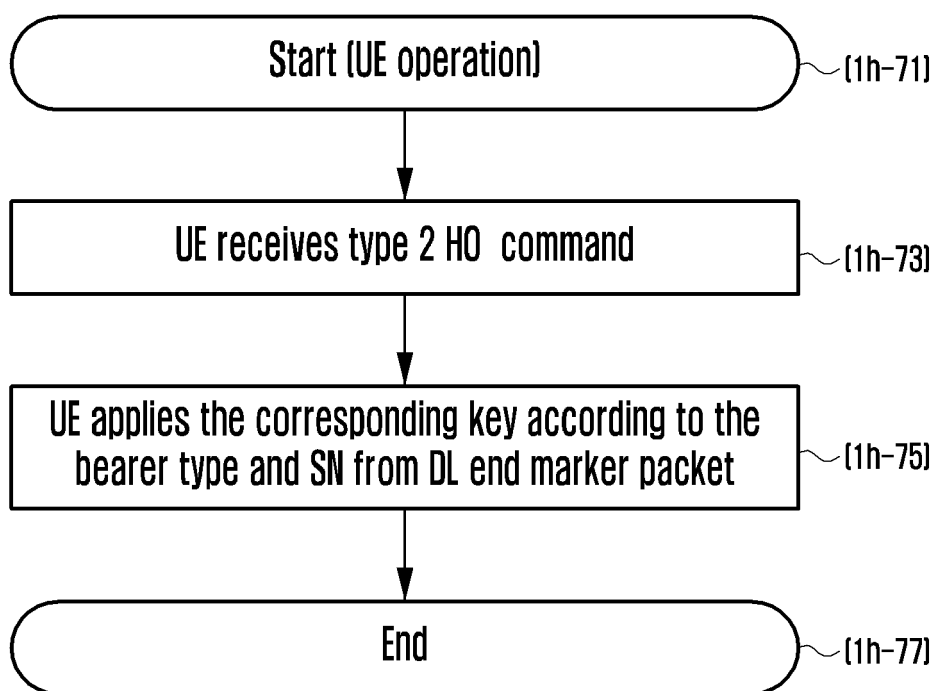 Start (UE operation)
(1h-71)
UE receives type 2 HO command
(1h-73)
UE applies the corresponding key according to the
bearer type and SN from DL end marker packet
(1h-75)
End
(1h-77)